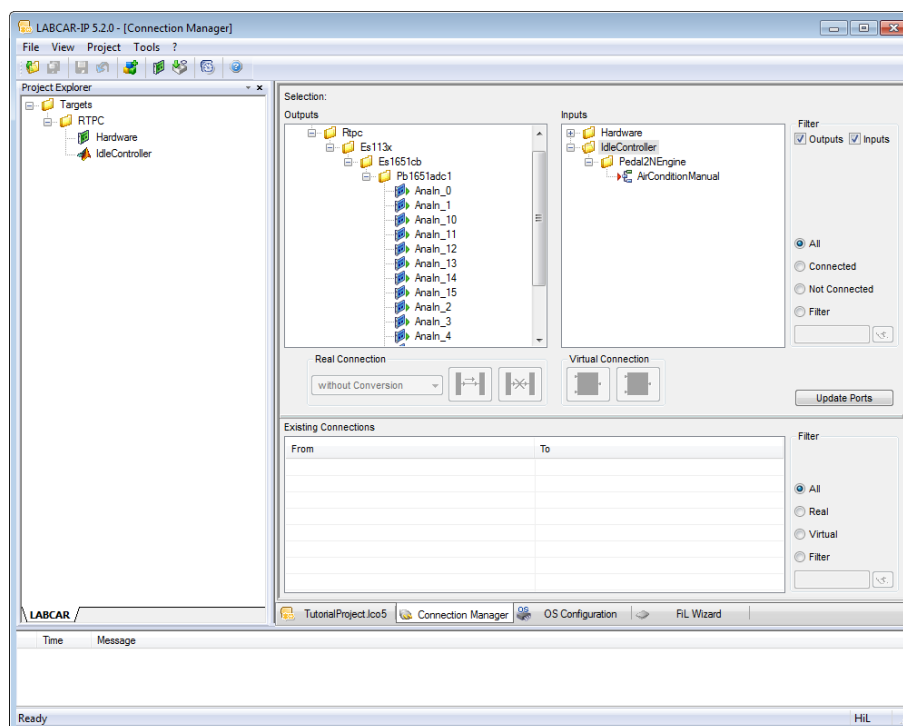 LABCAR-IP 5.2.0 - [Connection Manager]
File View Project Tools ?
Project Explorer
Targets
RTPC
Hardware
IdleController
LABCAR
Selection:
Outputs
Rtpc
Es113x
Es1651cb
Pb1651adc1
AnaIn_0
AnaIn_1
AnaIn_10
AnaIn_11
AnaIn_12
AnaIn_13
AnaIn_14
AnaIn_15
AnaIn_2
AnaIn_3
AnaIn_4
Inputs
Hardware
IdleController
Pedal2NEngine
AirConditionManual
Filter
Outputs Inputs
All
Connected
Not Connected
Filter
Real Connection
without Conversion
Virtual Connection
Update Ports
Existing Connections
From To
Filter
All
Real
Virtual
Filter
TutorialProject.lco5 Connection Manager OS OS Configuration FiL Wizard
Time Message
Ready HiL